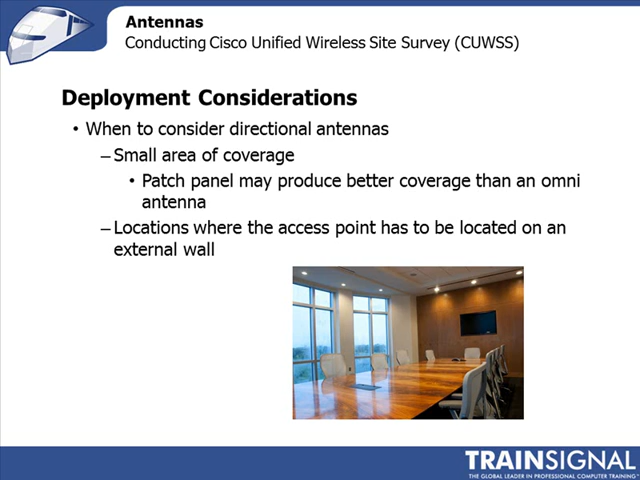 Antennas
Conducting Cisco Unified Wireless Site Survey (CUWSS)
Deployment Considerations
• When to consider directional antennas
– Small area of coverage
• Patch panel may produce better coverage than an omni
antenna
– Locations where the access point has to be located on an
external wall
TRAINSIGNAL
THE GLOBAL LEADER IN PROFESSIONAL COMPUTER TRAINING